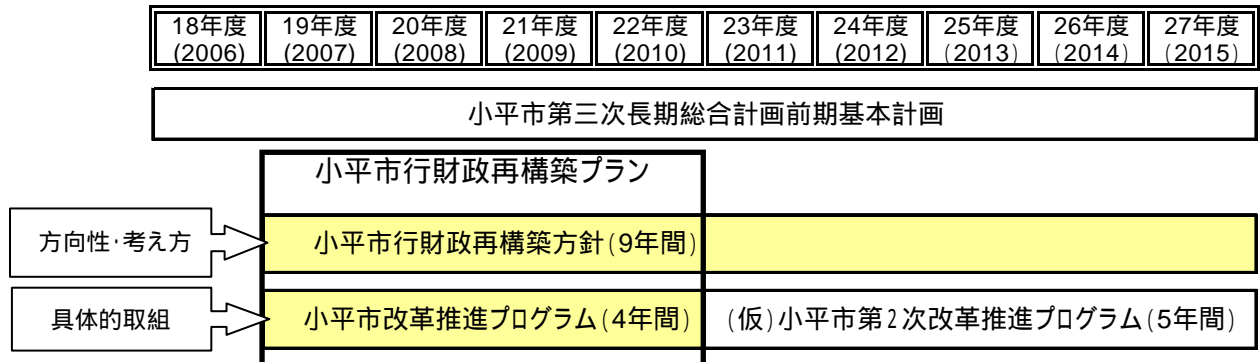 18年度 19年度 20年度 21年度 22年度 23年度 24年度 25年度 26年度 27年度
(2006) (2007) (2008) (2009) (2010) (2011) (2012) (2013) (2014) (2015)
小平市第三次長期総合計画前期基本計画
小平市行財政再構築プラン
方向性・考え方 小平市行財政再構築方針(9年間)
具体的取組 小平市改革推進プログラム(4年間) (仮)小平市第2次改革推進プログラム(5年間)